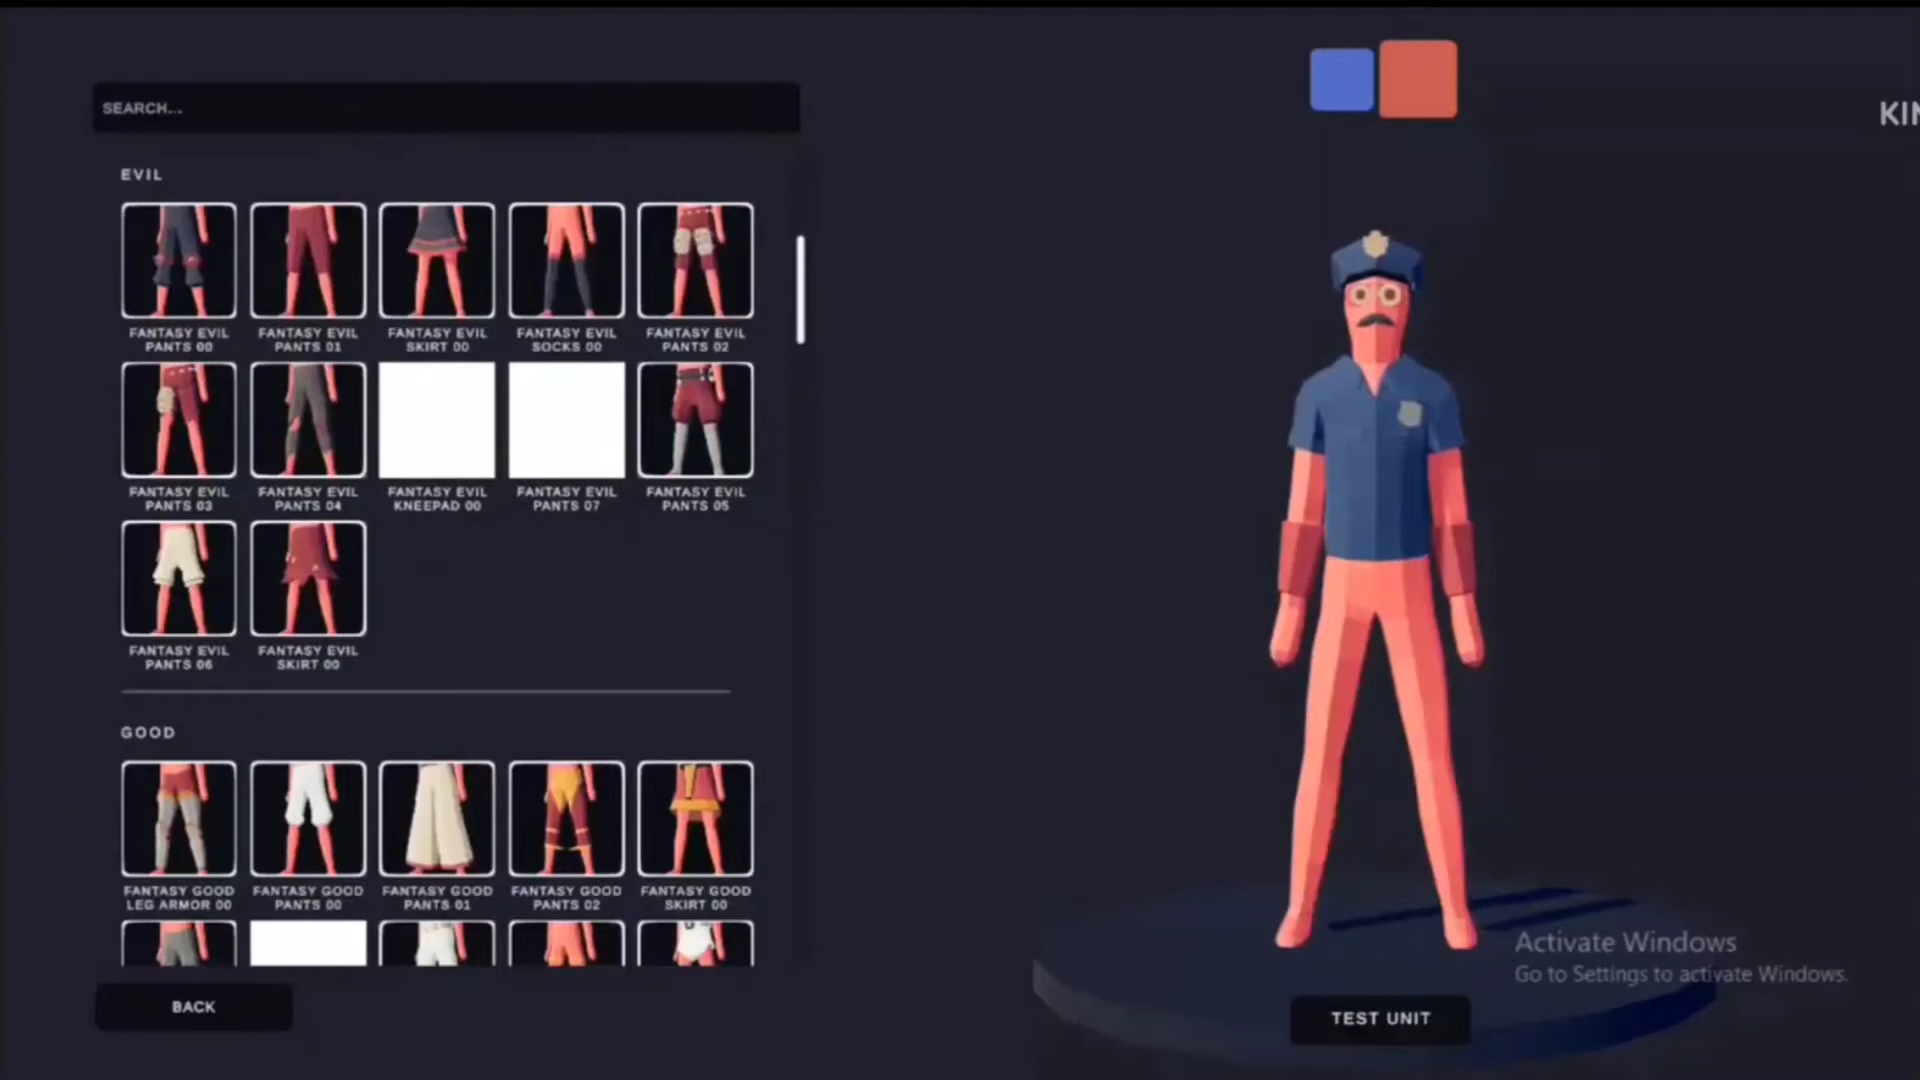 SEARCH...
KIN
EVIL
FANTASY EVIL
PANTS 00
FANTASY EVIL
PANTS 01
FANTASY EVIL
SKIRT 00
FANTASY EVIL
SOCKS 00
FANTASY EVIL
PANTS 02
FANTASY EVIL
PANTS 03
FANTASY EVIL
PANTS 04
FANTASY EVIL
KNEEPAD 00
FANTASY EVIL
PANTS 07
FANTASY EVIL
PANTS 05
FANTASY EVIL
PANTS 06
FANTASY EVIL
SKIRT 00
GOOD
FANTASY GOOD
LEG ARMOR 00
FANTASY GOOD
PANTS 00
FANTASY GOOD
PANTS 01
FANTASY GOOD
PANTS 02
FANTASY GOOD
SKIRT 00
BACK
Activate Windows
Go to Settings to activate Windows.
TEST UNIT